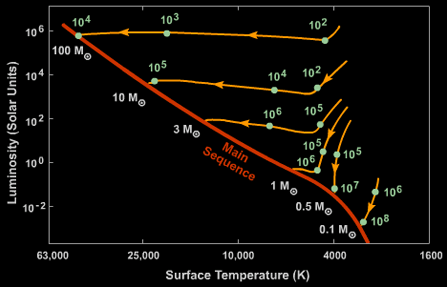 Luminosity (Solar Units)
10⁶
10⁴
10²
10⁰
10⁻²
10⁴
10³
10²
100 M⊙
10⁵
10⁴
10²
10 M⊙
10⁶
10⁵
3 M⊙
Main
Sequence
10⁵
10⁶
10⁵
1 M⊙
10⁷
10⁶
0.5 M⊙
10⁸
0.1 M⊙
63,000
25,000
10,000
4000
1600
Surface Temperature (K)